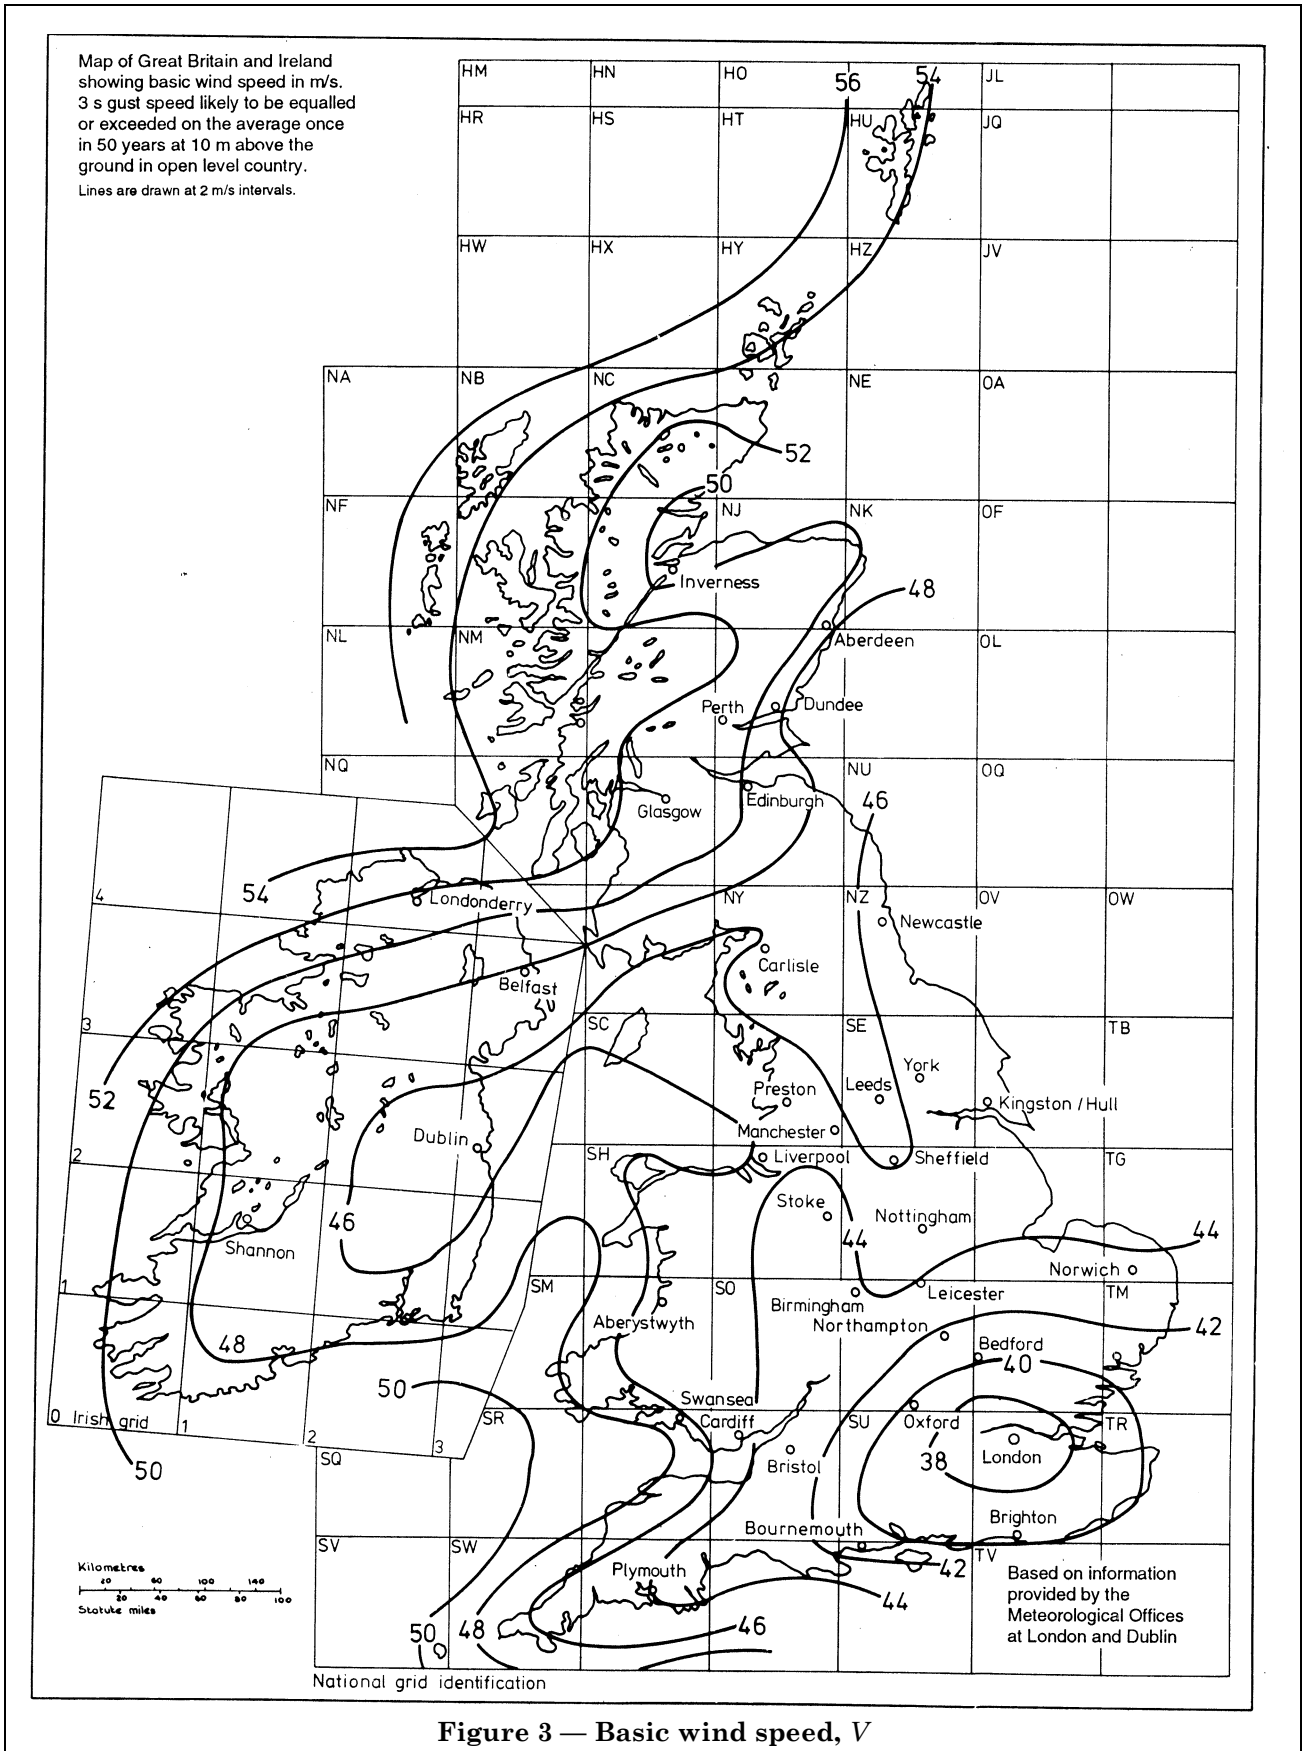 Map of Great Britain and Ireland
showing basic wind speed in m/s.
3 s gust speed likely to be equalled
or exceeded on the average once
in 50 years at 10 m above the
ground in open level country.
Lines are drawn at 2 m/s intervals.
HM
HN
HO
56
54
JL
HR
HS
HT
HU
JQ
HW
HX
HY
HZ
JV
NA
NB
NC
NE
OA
52
50
NF
NJ
NK
OF
Inverness
48
NL
NM
Aberdeen
OL
Perth
Dundee
NQ
NU
OQ
Glasgow
Edinburgh
46
54
4
Londonderry
NY
NZ
OV
OW
Newcastle
Carlisle
Belfast
3
SC
SE
TB
52
York
Preston
Leeds
Kingston / Hull
Dublin
Manchester
2
SH
Liverpool
Sheffield
TG
46
Stoke
Nottingham
44
44
Shannon
Norwich
1
SM
SO
Leicester
TM
Birmingham
Aberystwyth
Northampton
42
48
Bedford
40
50
Swansea
0 Irish grid
1
2
3
SR
Cardiff
SU
Oxford
TR
50
SQ
Bristol
38
London
Brighton
Bournemouth
SV
SW
TV
Plymouth
42
44
Kilometres
20 60 100 140
20 40 60 80 100
Statute miles
50
48
46
Based on information
provided by the
Meteorological Offices
at London and Dublin
National grid identification
Figure 3 — Basic wind speed, V